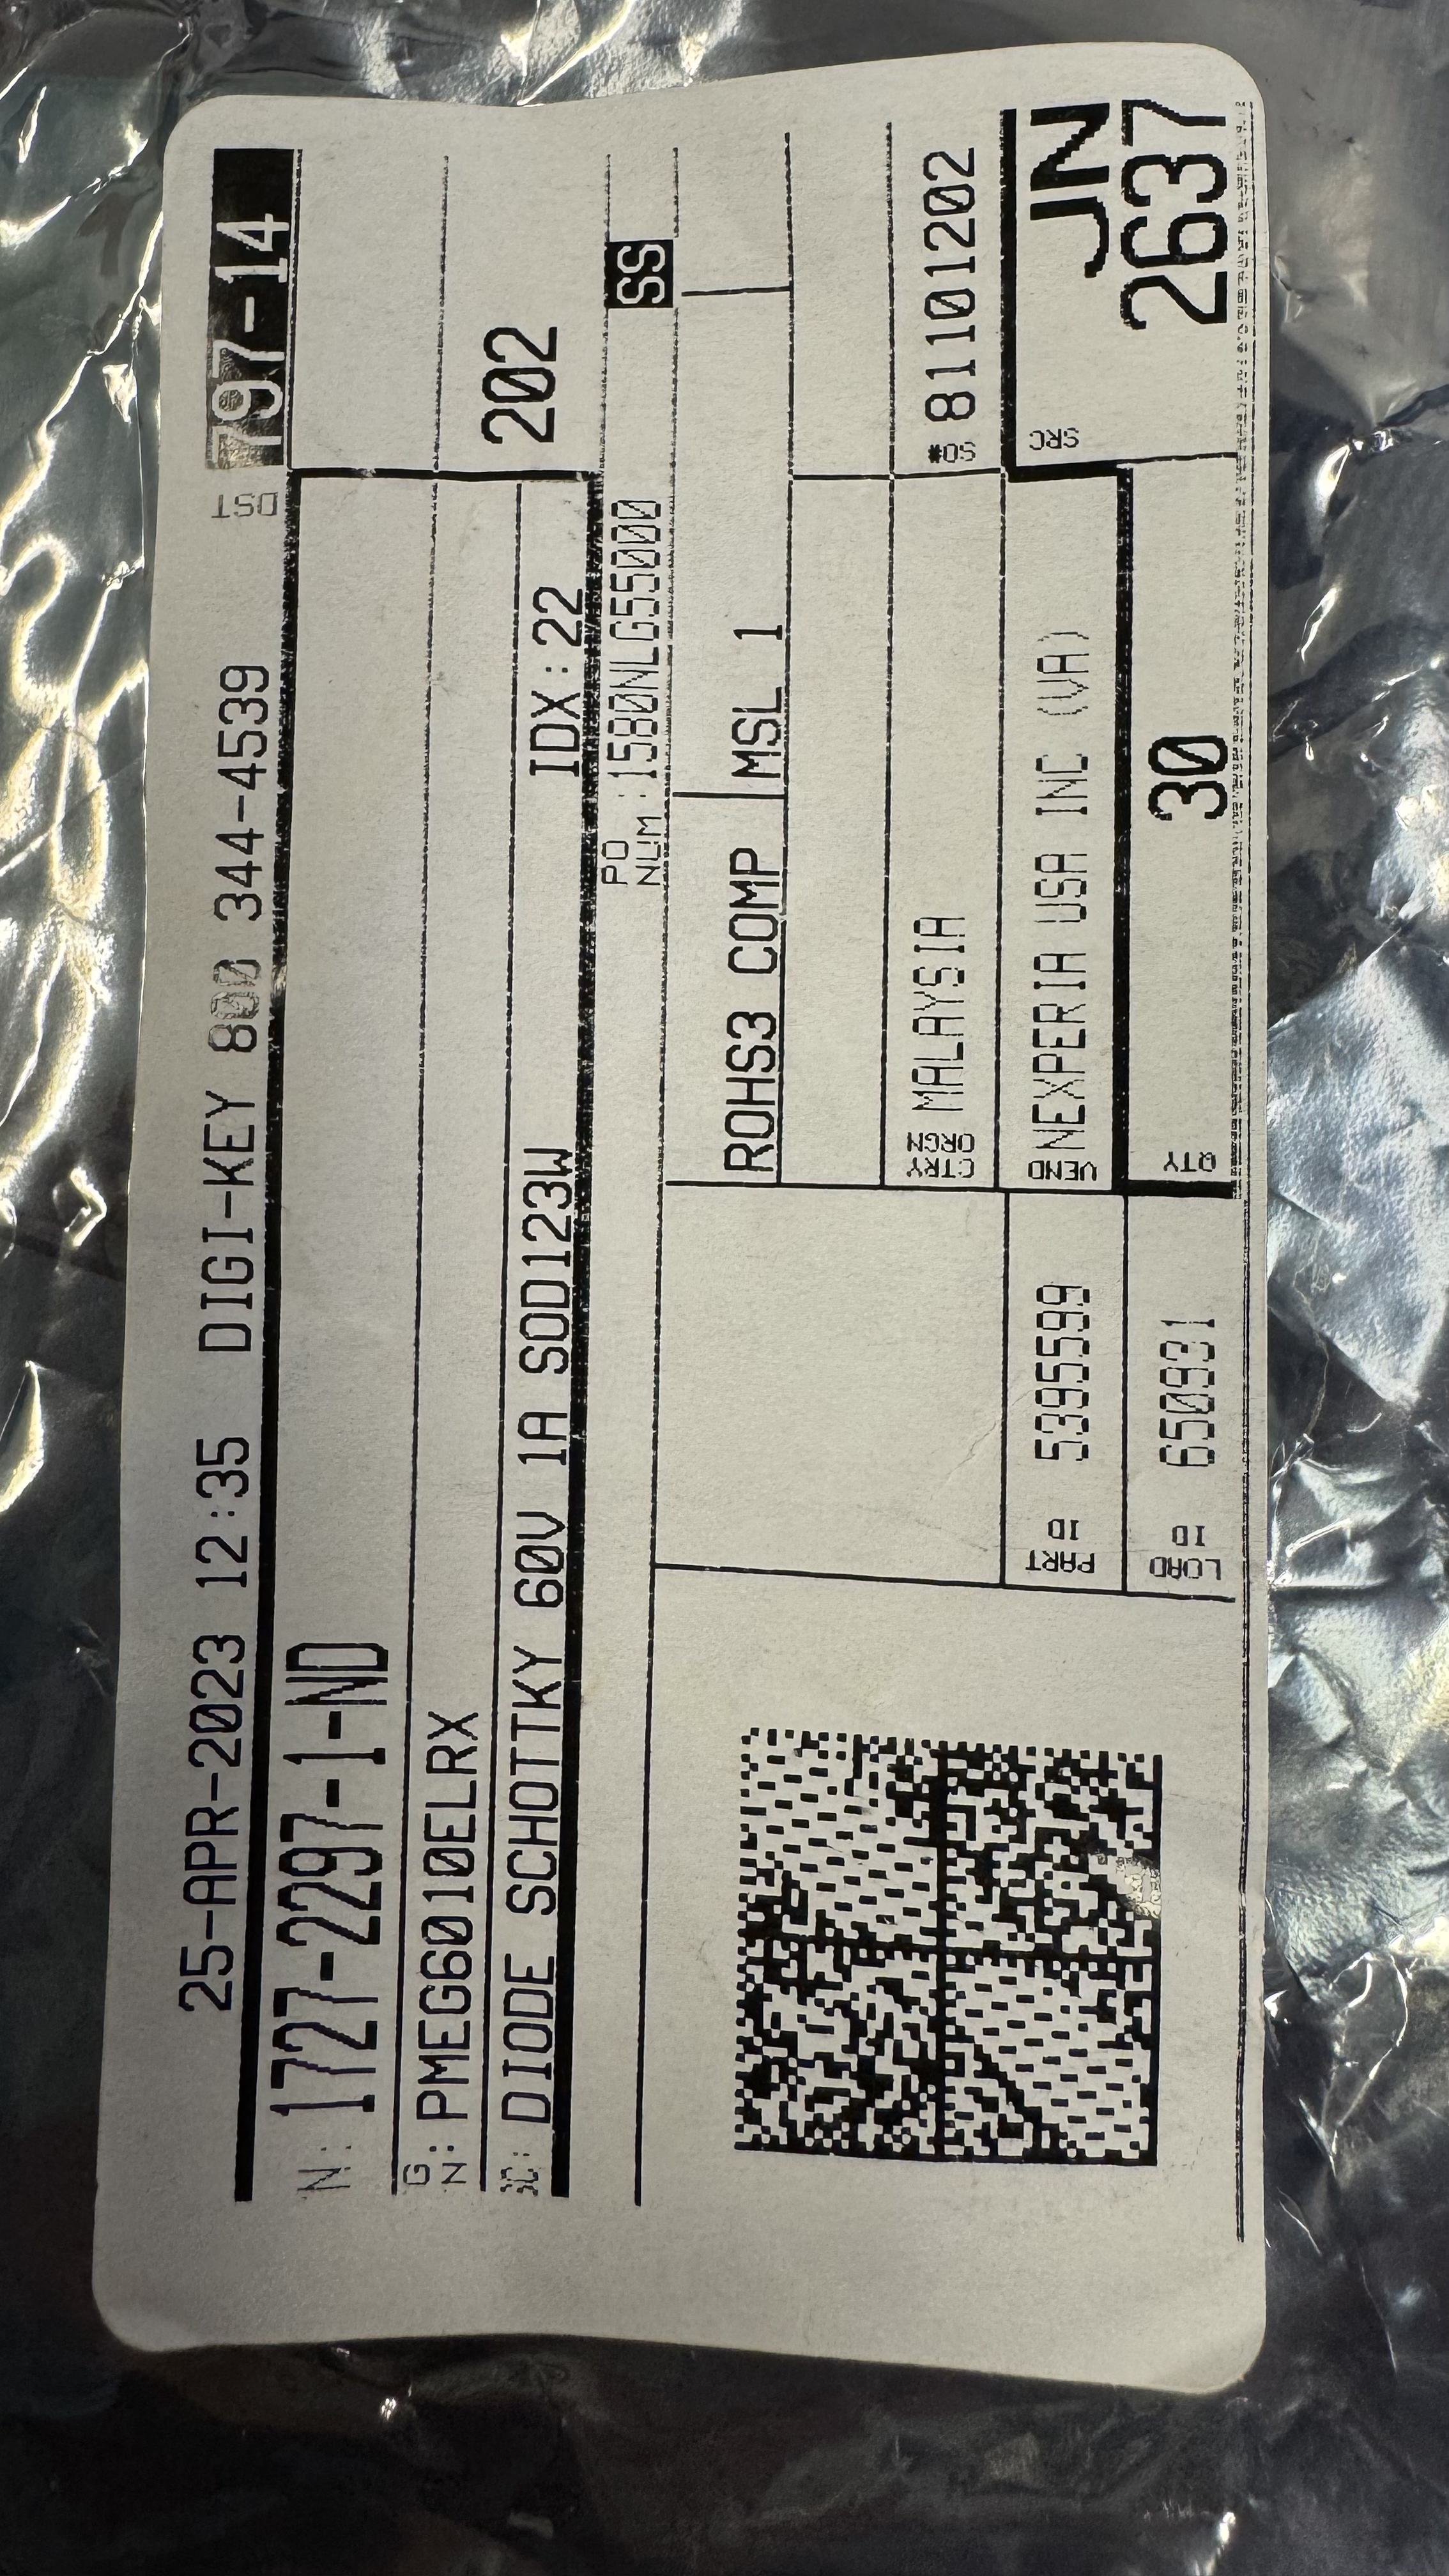 25-APR-2023 12:35 DIGI-KEY 800 344-4539 DST 797-14
N: 1727-2297-1-ND
G N: PMEG6010ELRX
DIODE SCHOTTKY 60V 1A SOD123W IDX:22 202
PO NUM :1580NLG55000 SS
ROHS3 COMP MSL 1
CTRY ORGN MALAYSIA SO# 81101202
PART ID 5395599 VEND NEXPERIA USA INC (VA) SRC JN
LOAD ID 650931 QTY 30 2637